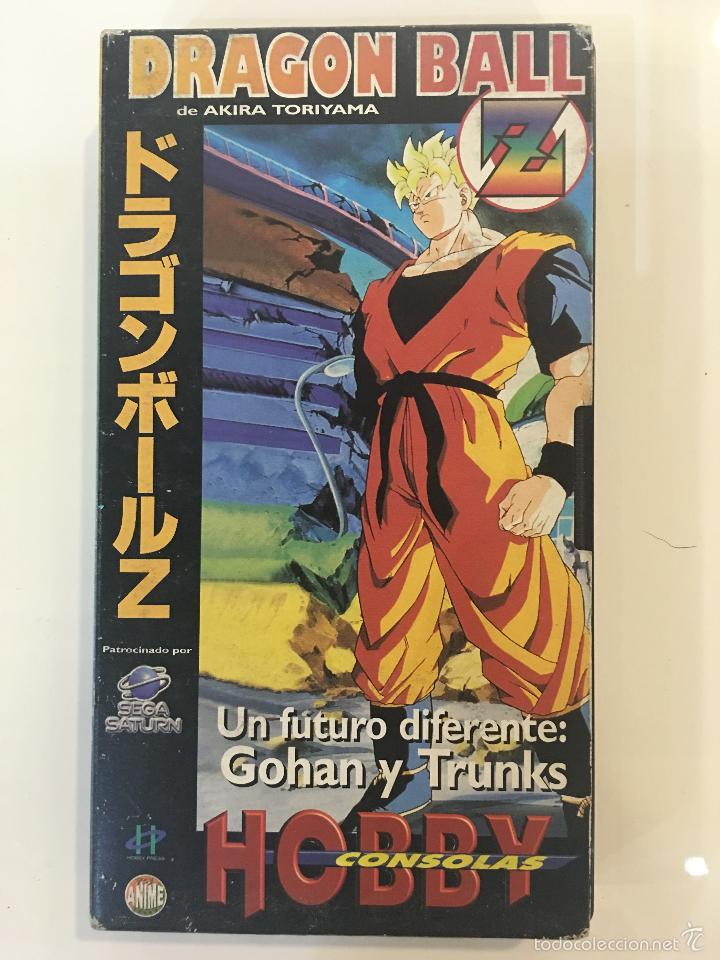 DRAGON BALL
de AKIRA TORIYAMA
Z
ドラゴンボールZ
Patrocinado por
SEGA
SATURN
Un futuro diferente:
Gohan y Trunks
HOBBY
CONSOLAS
HOBBY PRESS
ANIME
todocoleccion.net